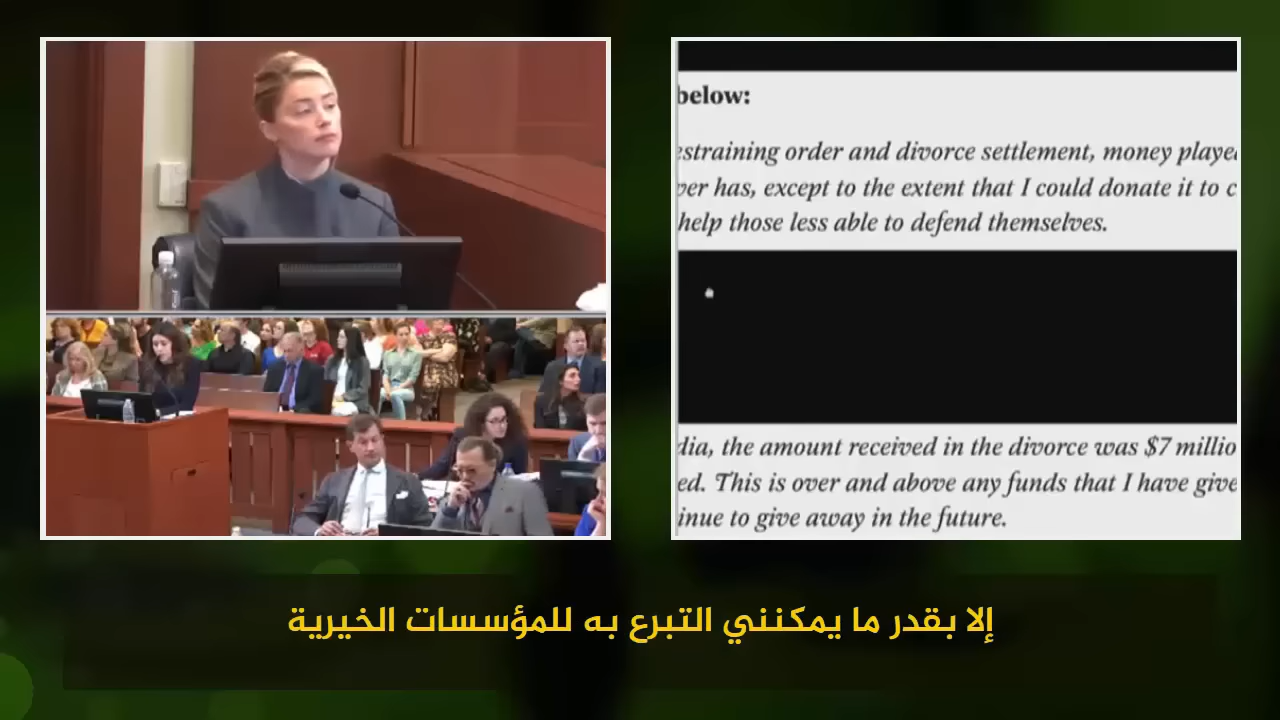 below:
estraining order and divorce settlement, money playe
ver has, except to the extent that I could donate it to c
help those less able to defend themselves.
dia, the amount received in the divorce was $7 millio
ed. This is over and above any funds that I have give
inue to give away in the future.
إلا بقدر ما يمكنني التبرع به للمؤسسات الخيرية